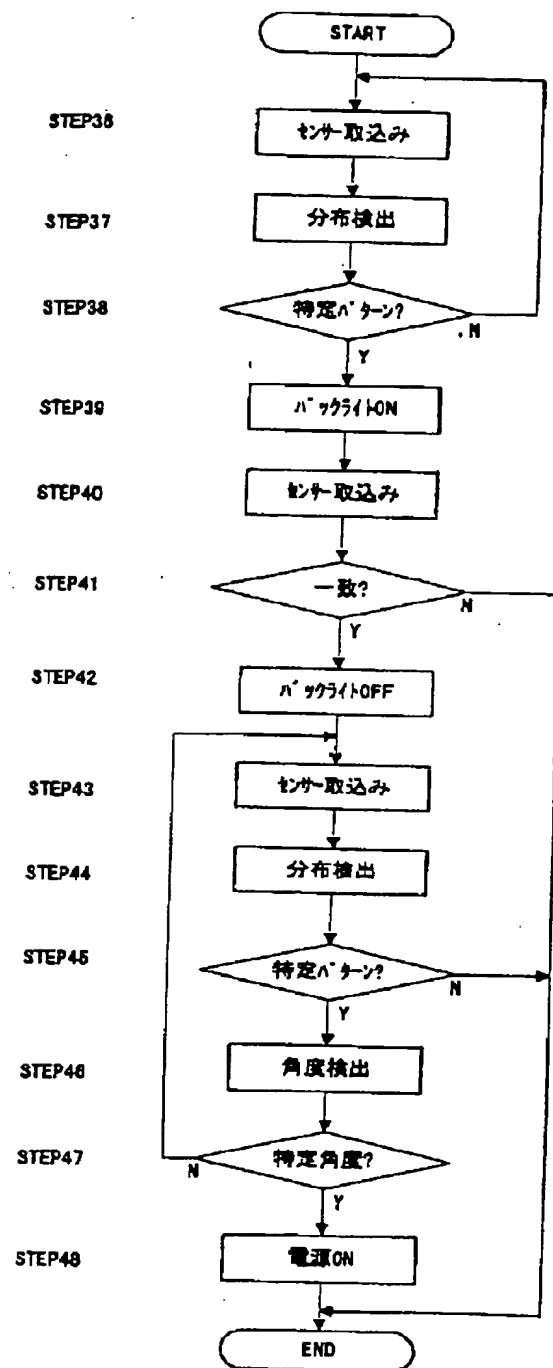 START
STEP36
センサー取込み
STEP37
分布検出
STEP38
特定パターン?
N
Y
STEP39
バックライトON
STEP40
センサー取込み
STEP41
一致?
N
Y
STEP42
バックライトOFF
STEP43
センサー取込み
STEP44
分布検出
STEP45
特定パターン?
N
Y
STEP46
角度検出
STEP47
特定角度?
N
Y
STEP48
電源ON
END